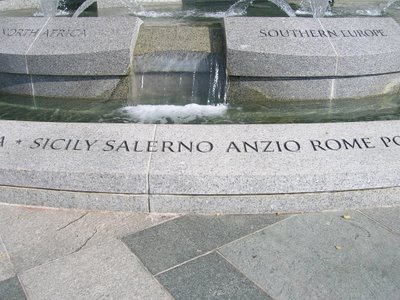 NORTH AFRICA
SOUTHERN EUROPE
* SICILY SALERNO ANZIO ROME